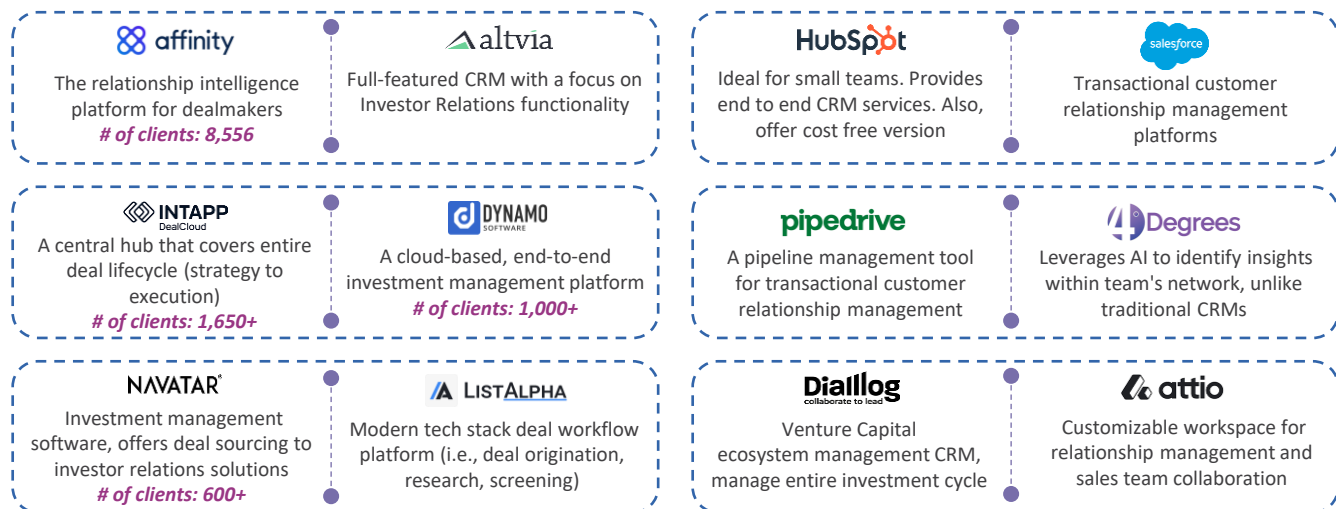 affinity
The relationship intelligence
platform for dealmakers
# of clients: 8,556
altvia
Full-featured CRM with a focus on
Investor Relations functionality
HubSpot
Ideal for small teams. Provides
end to end CRM services. Also,
offer cost free version
salesforce
Transactional customer
relationship management
platforms
INTAPP
DealCloud
A central hub that covers entire
deal lifecycle (strategy to
execution)
# of clients: 1,650+
DYNAMO
SOFTWARE
A cloud-based, end-to-end
investment management platform
# of clients: 1,000+
pipedrive
A pipeline management tool
for transactional customer
relationship management
4Degrees
Leverages AI to identify insights
within team's network, unlike
traditional CRMs
NAVATAR®
Investment management
software, offers deal sourcing to
investor relations solutions
# of clients: 600+
LISTALPHA
Modern tech stack deal workflow
platform (i.e., deal origination,
research, screening)
Dialllog
collaborate to lead
Venture Capital
ecosystem management CRM,
manage entire investment cycle
attio
Customizable workspace for
relationship management and
sales team collaboration